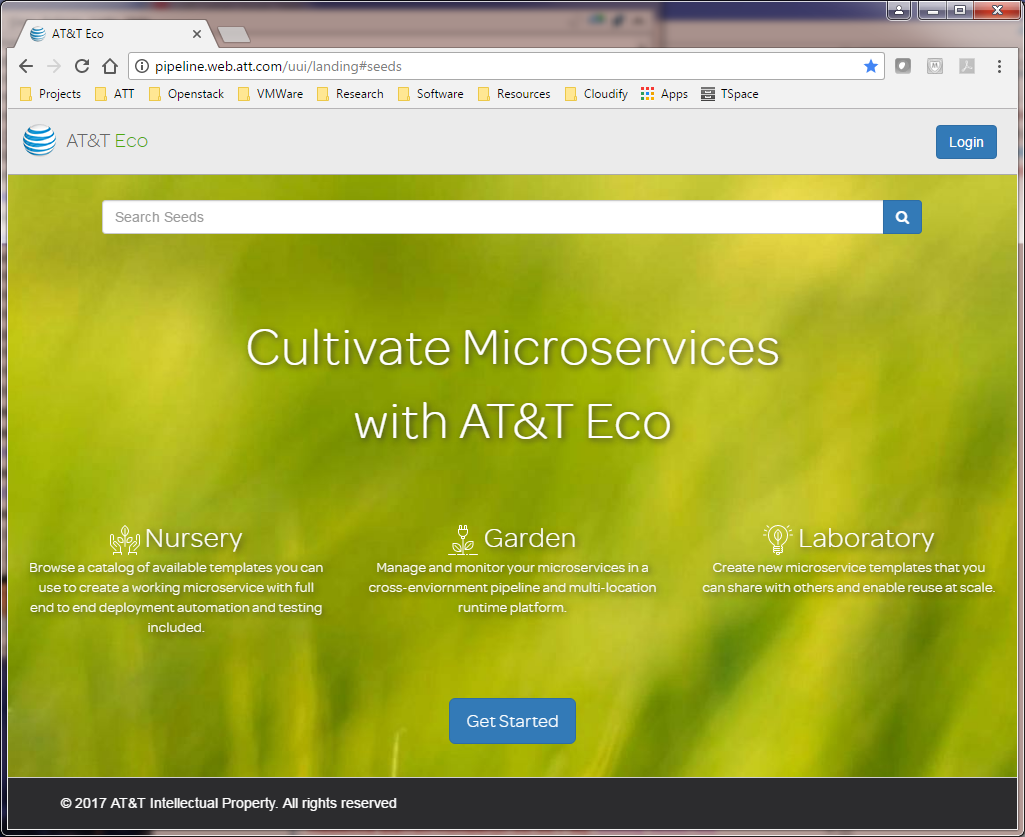 AT&T Eco
pipeline.web.att.com/uui/landing#seeds
Projects ATT Openstack VMWare Research Software Resources Cloudify Apps TSpace
AT&T Eco
Login
Search Seeds
Cultivate Microservices
with AT&T Eco
Nursery
Browse a catalog of available templates you can
use to create a working microservice with full
end to end deployment automation and testing
included.
Garden
Manage and monitor your microservices in a
cross-enviornment pipeline and multi-location
runtime platform.
Laboratory
Create new microservice templates that you
can share with others and enable reuse at scale.
Get Started
© 2017 AT&T Intellectual Property. All rights reserved